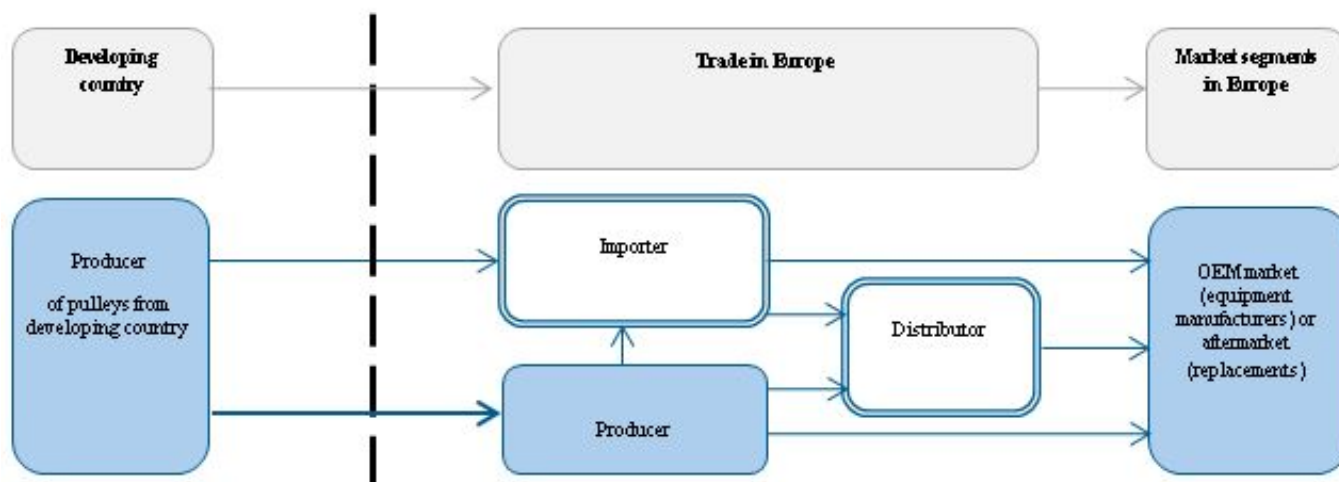 Developing
country
Trade in Europe
Market segments
in Europe
Producer
of pulleys from
developing country
Importer
Producer
Distributor
OEM market
(equipment
manufacturers) or
aftermarket
(replacements)